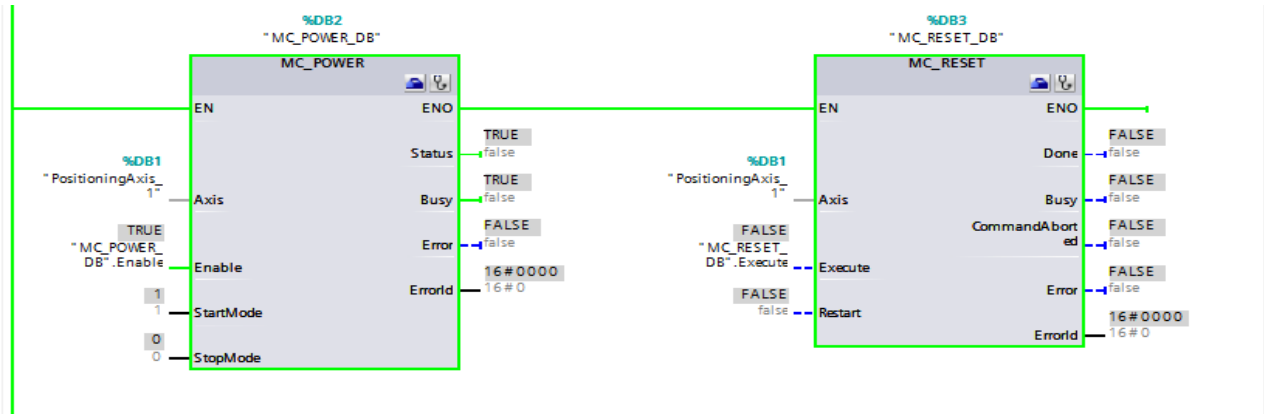 %DB2
"MC_POWER_DB"
MC_POWER
EN
ENO
TRUE
Status
false
%DB1
"PositioningAxis_
1"
Axis
TRUE
Busy
false
TRUE
"MC_POWER_
DB".Enable
Enable
FALSE
Error
false
16#0000
ErrorId
16#0
1
1
StartMode
0
0
StopMode
%DB3
"MC_RESET_DB"
MC_RESET
EN
ENO
FALSE
Done
false
%DB1
"PositioningAxis_
1"
Axis
FALSE
Busy
false
FALSE
CommandAbort
ed
false
FALSE
"MC_RESET_
DB".Execute
Execute
FALSE
Error
false
FALSE
false
Restart
16#0000
ErrorId
16#0